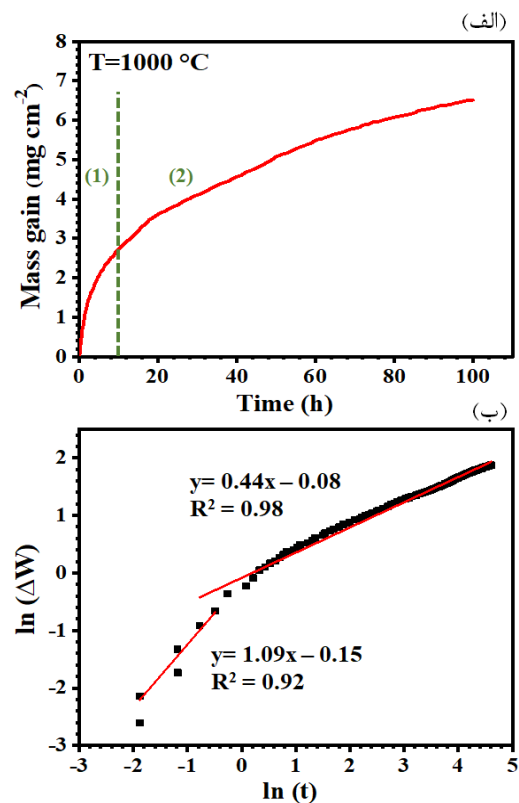 (الف)
T=1000 °C
(1)
(2)
8
7
6
5
4
3
2
1
0
Mass gain (mg cm⁻²)
0 20 40 60 80 100
Time (h)
(ب)
y= 0.44x – 0.08
R² = 0.98
y= 1.09x – 0.15
R² = 0.92
2
1
0
-1
-2
-3
ln (ΔW)
-3 -2 -1 0 1 2 3 4 5
ln (t)